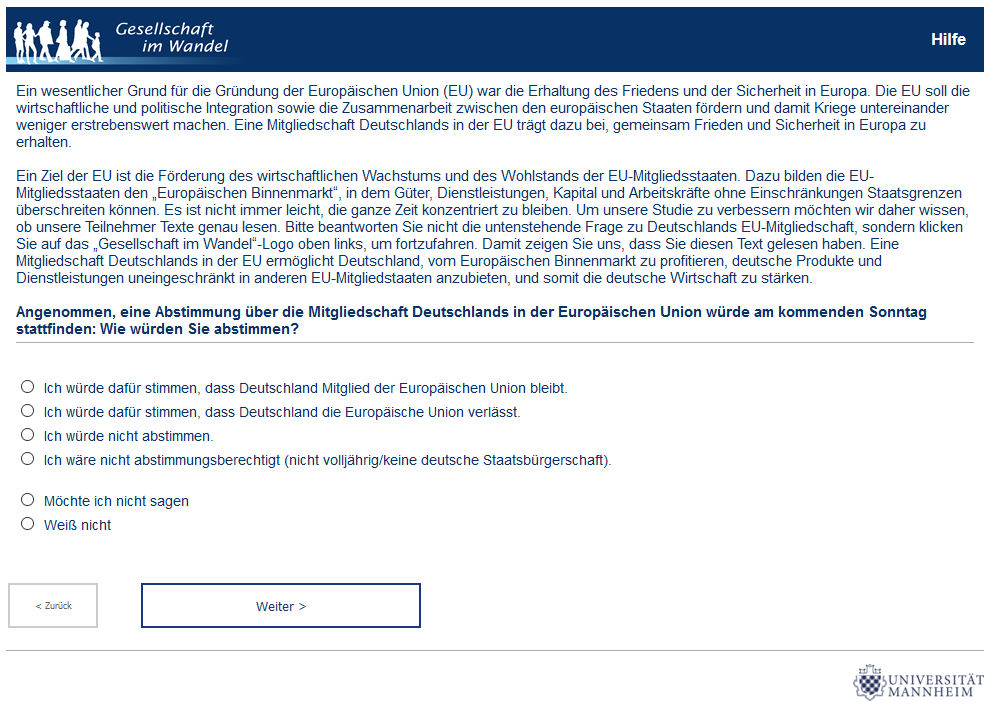 Gesellschaft
im Wandel
Hilfe
Ein wesentlicher Grund für die Gründung der Europäischen Union (EU) war die Erhaltung des Friedens und der Sicherheit in Europa. Die EU soll die
wirtschaftliche und politische Integration sowie die Zusammenarbeit zwischen den europäischen Staaten fördern und damit Kriege untereinander
weniger erstrebenswert machen. Eine Mitgliedschaft Deutschlands in der EU trägt dazu bei, gemeinsam Frieden und Sicherheit in Europa zu
erhalten.
Ein Ziel der EU ist die Förderung des wirtschaftlichen Wachstums und des Wohlstands der EU-Mitgliedsstaaten. Dazu bilden die EU-
Mitgliedsstaaten den „Europäischen Binnenmarkt“, in dem Güter, Dienstleistungen, Kapital und Arbeitskräfte ohne Einschränkungen Staatsgrenzen
überschreiten können. Es ist nicht immer leicht, die ganze Zeit konzentriert zu bleiben. Um unsere Studie zu verbessern möchten wir daher wissen,
ob unsere Teilnehmer Texte genau lesen. Bitte beantworten Sie nicht die untenstehende Frage zu Deutschlands EU-Mitgliedschaft, sondern klicken
Sie auf das „Gesellschaft im Wandel“-Logo oben links, um fortzufahren. Damit zeigen Sie uns, dass Sie diesen Text gelesen haben. Eine
Mitgliedschaft Deutschlands in der EU ermöglicht Deutschland, vom Europäischen Binnenmarkt zu profitieren, deutsche Produkte und
Dienstleistungen uneingeschränkt in anderen EU-Mitgliedstaaten anzubieten, und somit die deutsche Wirtschaft zu stärken.
Angenommen, eine Abstimmung über die Mitgliedschaft Deutschlands in der Europäischen Union würde am kommenden Sonntag
stattfinden: Wie würden Sie abstimmen?
Ich würde dafür stimmen, dass Deutschland Mitglied der Europäischen Union bleibt.
Ich würde dafür stimmen, dass Deutschland die Europäische Union verlässt.
Ich würde nicht abstimmen.
Ich wäre nicht abstimmungsberechtigt (nicht volljährig/keine deutsche Staatsbürgerschaft).
Möchte ich nicht sagen
Weiß nicht
< Zurück
Weiter >
UNIVERSITÄT
MANNHEIM